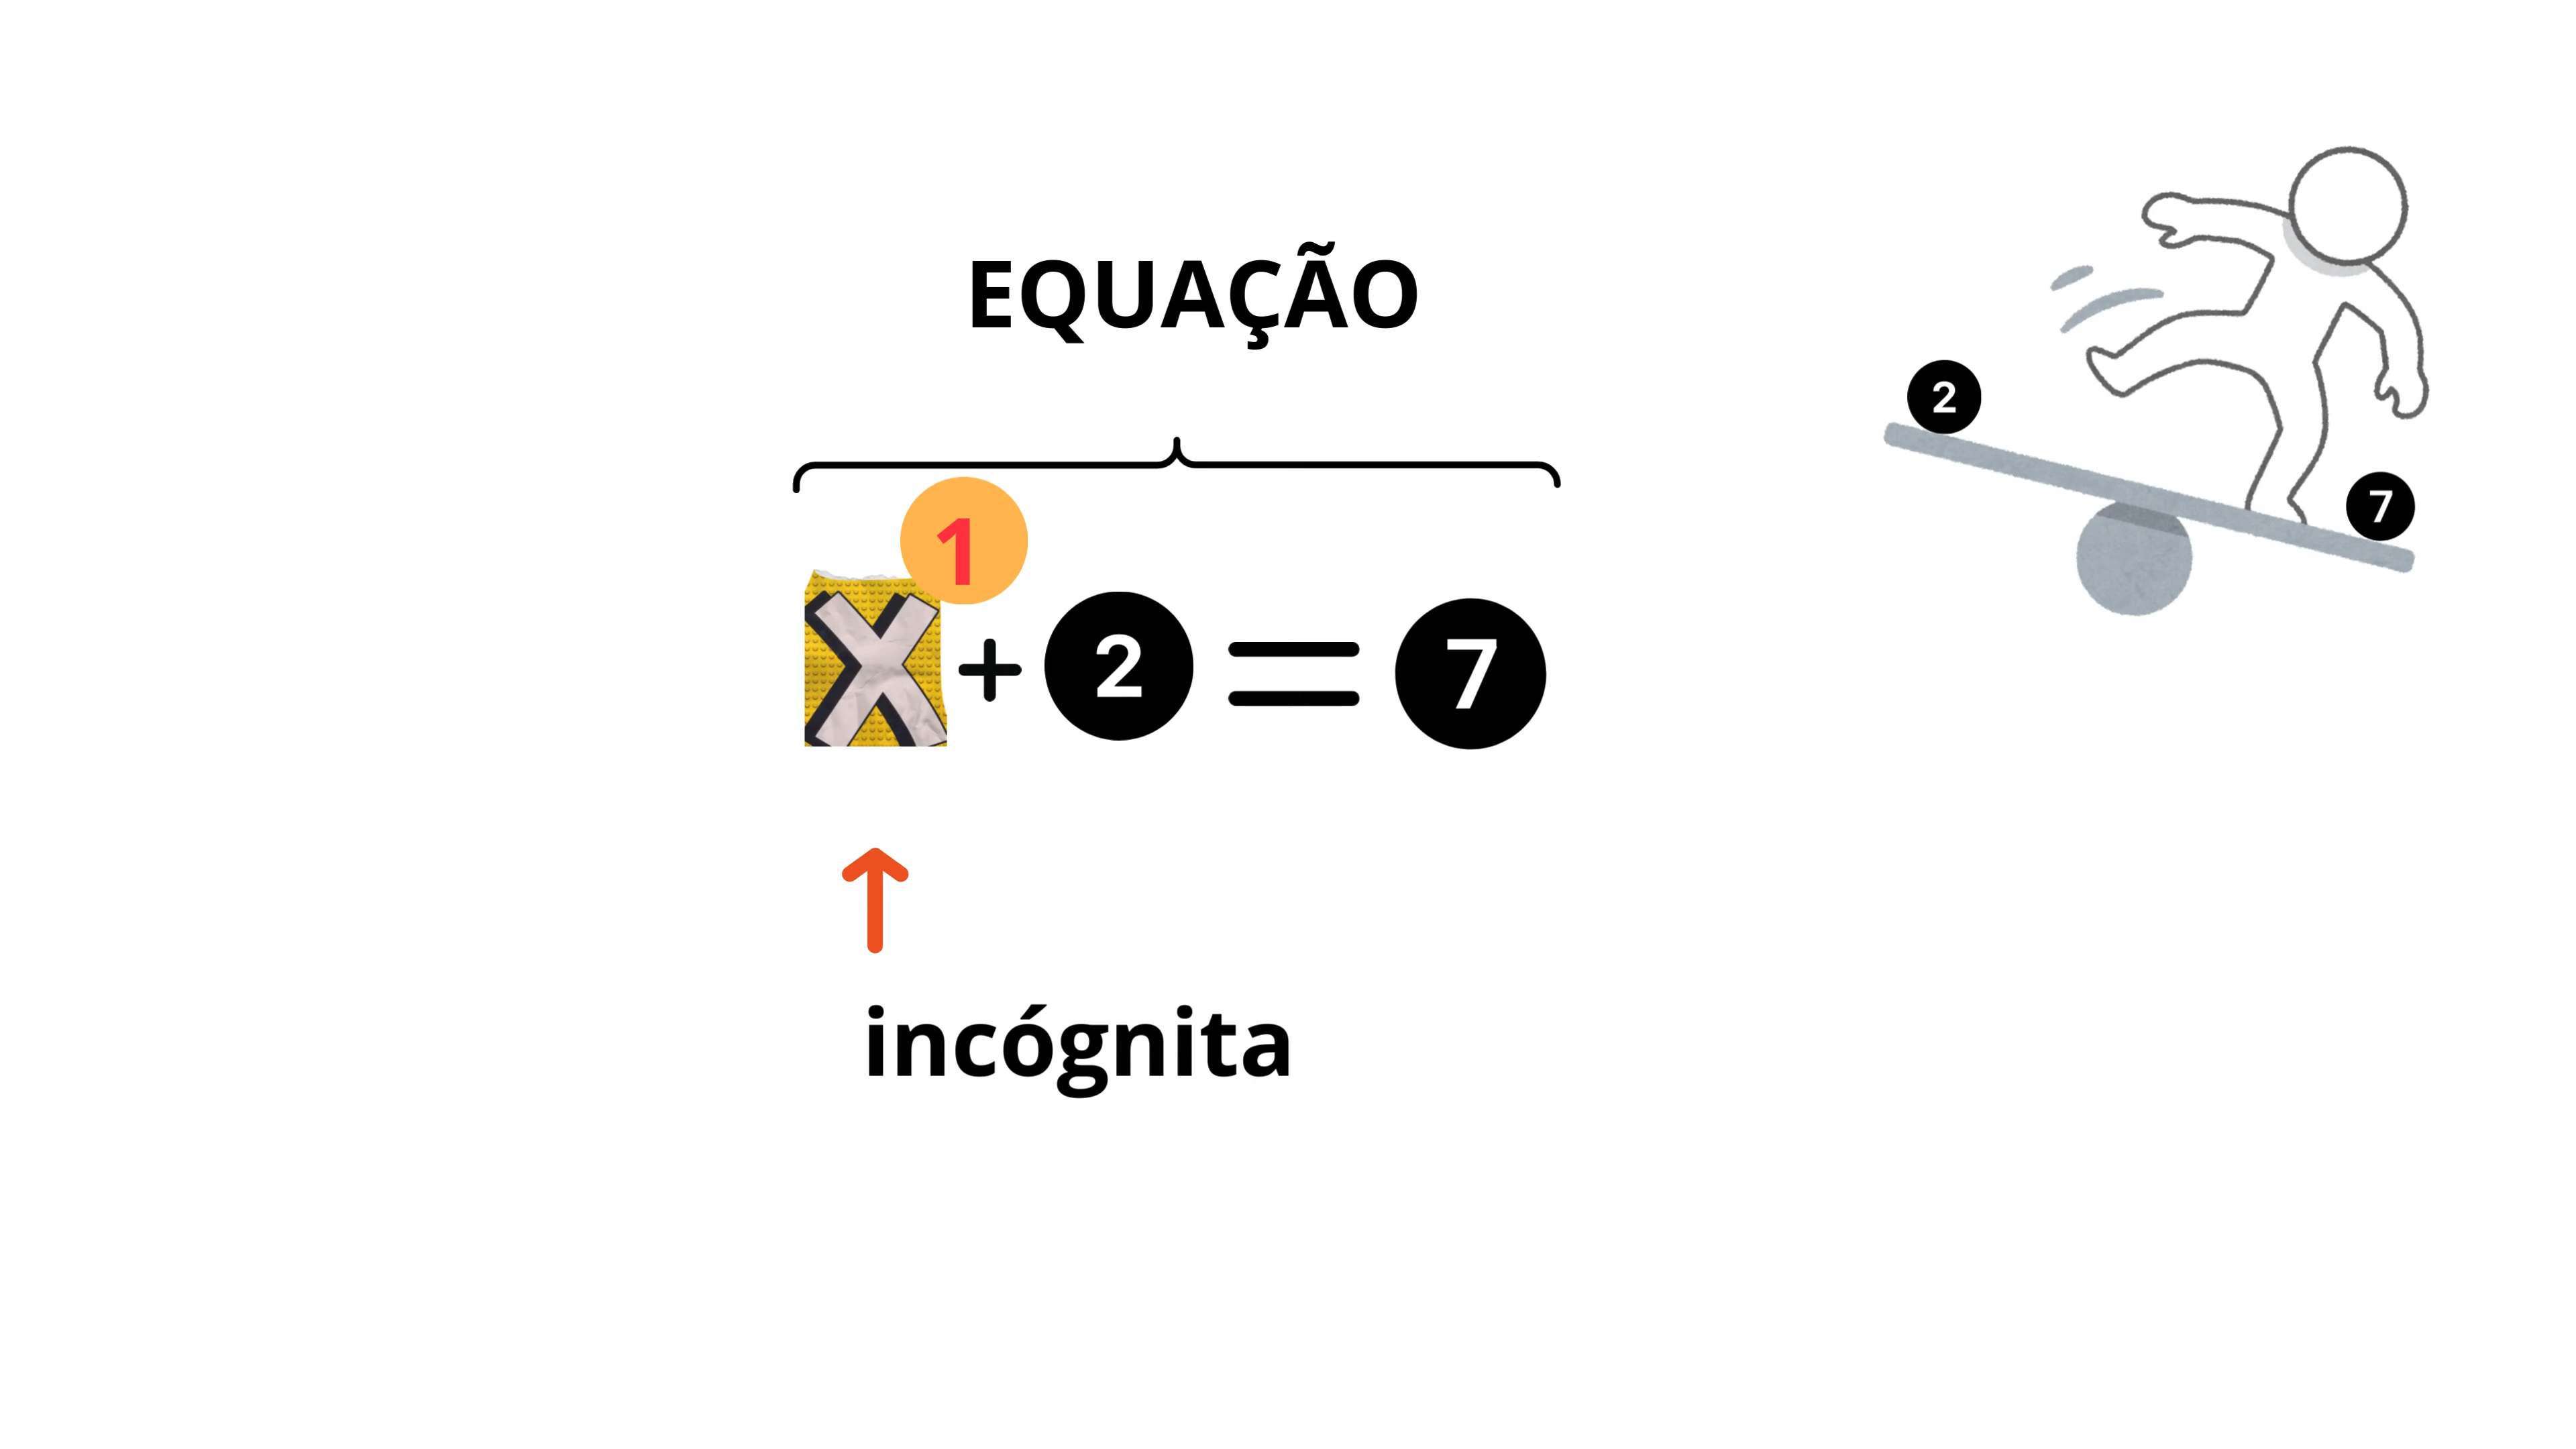 EQUAÇÃO
1
X + 2 = 7
2
7
incógnita